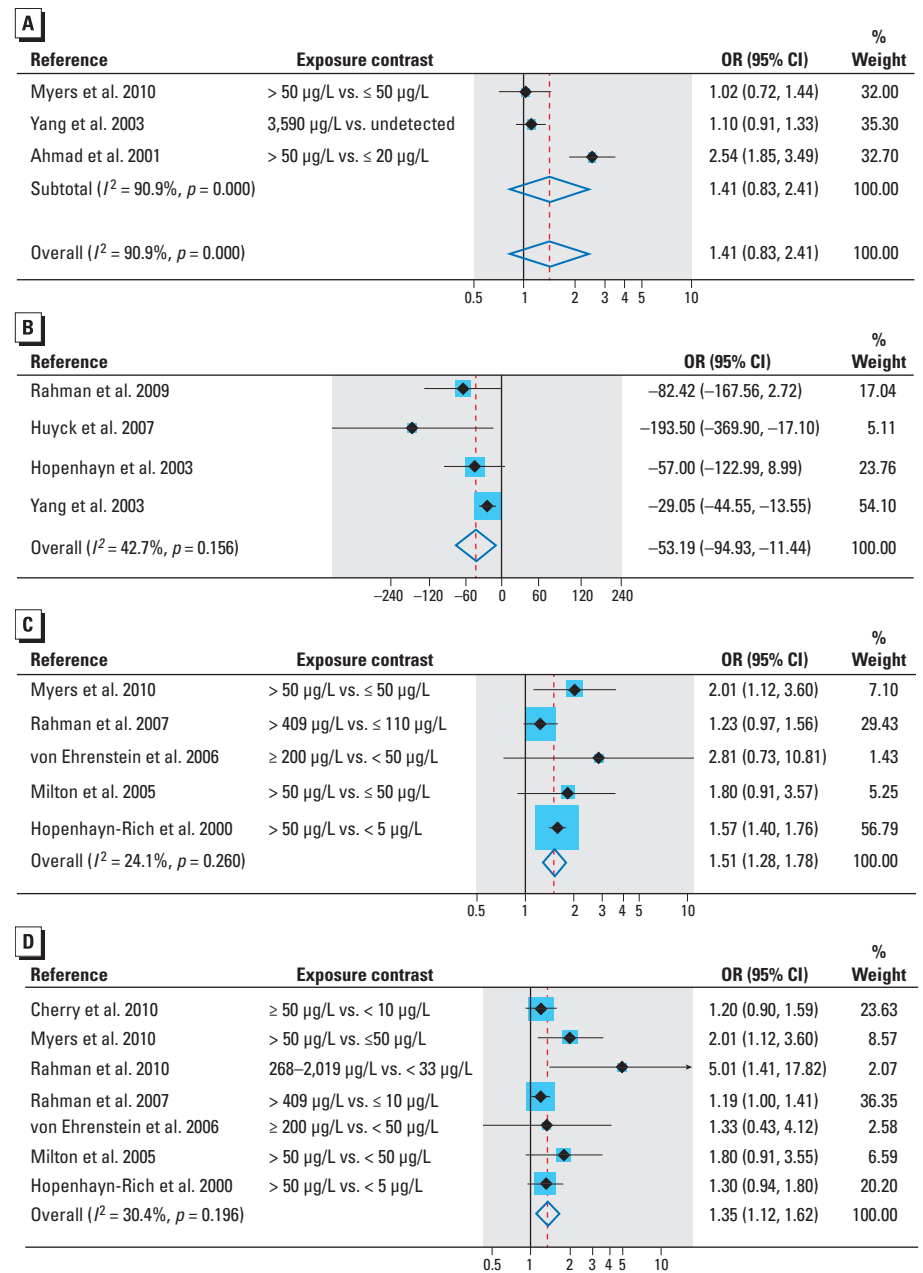 A
%
Reference Exposure contrast OR (95% CI) Weight
Myers et al. 2010 > 50 µg/L vs. ≤ 50 µg/L 1.02 (0.72, 1.44) 32.00
Yang et al. 2003 3,590 µg/L vs. undetected 1.10 (0.91, 1.33) 35.30
Ahmad et al. 2001 > 50 µg/L vs. ≤ 20 µg/L 2.54 (1.85, 3.49) 32.70
Subtotal (I² = 90.9%, p = 0.000) 1.41 (0.83, 2.41) 100.00
Overall (I² = 90.9%, p = 0.000) 1.41 (0.83, 2.41) 100.00
0.5 1 2 3 4 5 10
B
%
Reference OR (95% CI) Weight
Rahman et al. 2009 –82.42 (–167.56, 2.72) 17.04
Huyck et al. 2007 –193.50 (–369.90, –17.10) 5.11
Hopenhayn et al. 2003 –57.00 (–122.99, 8.99) 23.76
Yang et al. 2003 –29.05 (–44.55, –13.55) 54.10
Overall (I² = 42.7%, p = 0.156) –53.19 (–94.93, –11.44) 100.00
–240 –120 –60 0 60 120 240
C
%
Reference Exposure contrast OR (95% CI) Weight
Myers et al. 2010 > 50 µg/L vs. ≤ 50 µg/L 2.01 (1.12, 3.60) 7.10
Rahman et al. 2007 > 409 µg/L vs. ≤ 110 µg/L 1.23 (0.97, 1.56) 29.43
von Ehrenstein et al. 2006 ≥ 200 µg/L vs. < 50 µg/L 2.81 (0.73, 10.81) 1.43
Milton et al. 2005 > 50 µg/L vs. ≤ 50 µg/L 1.80 (0.91, 3.57) 5.25
Hopenhayn-Rich et al. 2000 > 50 µg/L vs. < 5 µg/L 1.57 (1.40, 1.76) 56.79
Overall (I² = 24.1%, p = 0.260) 1.51 (1.28, 1.78) 100.00
0.5 1 2 3 4 5 10
D
%
Reference Exposure contrast OR (95% CI) Weight
Cherry et al. 2010 ≥ 50 µg/L vs. < 10 µg/L 1.20 (0.90, 1.59) 23.63
Myers et al. 2010 > 50 µg/L vs. ≤50 µg/L 2.01 (1.12, 3.60) 8.57
Rahman et al. 2010 268–2,019 µg/L vs. < 33 µg/L 5.01 (1.41, 17.82) 2.07
Rahman et al. 2007 > 409 µg/L vs. ≤ 10 µg/L 1.19 (1.00, 1.41) 36.35
von Ehrenstein et al. 2006 ≥ 200 µg/L vs. < 50 µg/L 1.33 (0.43, 4.12) 2.58
Milton et al. 2005 > 50 µg/L vs. < 50 µg/L 1.80 (0.91, 3.55) 6.59
Hopenhayn-Rich et al. 2000 > 50 µg/L vs. < 5 µg/L 1.30 (0.94, 1.80) 20.20
Overall (I² = 30.4%, p = 0.196) 1.35 (1.12, 1.62) 100.00
0.5 1 2 3 4 5 10